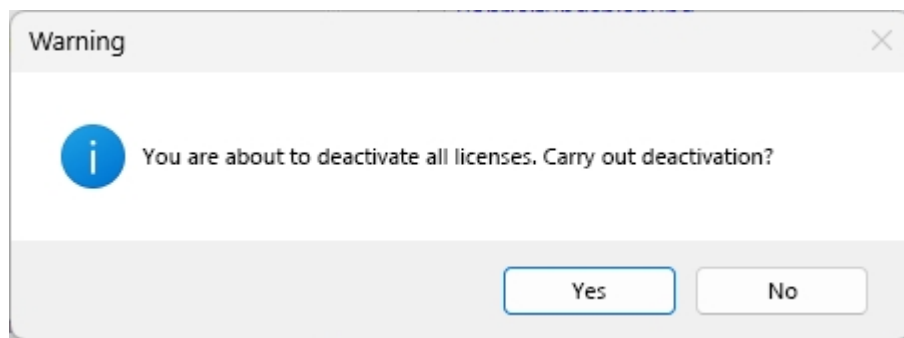 Warning
You are about to deactivate all licenses. Carry out deactivation?
Yes
No